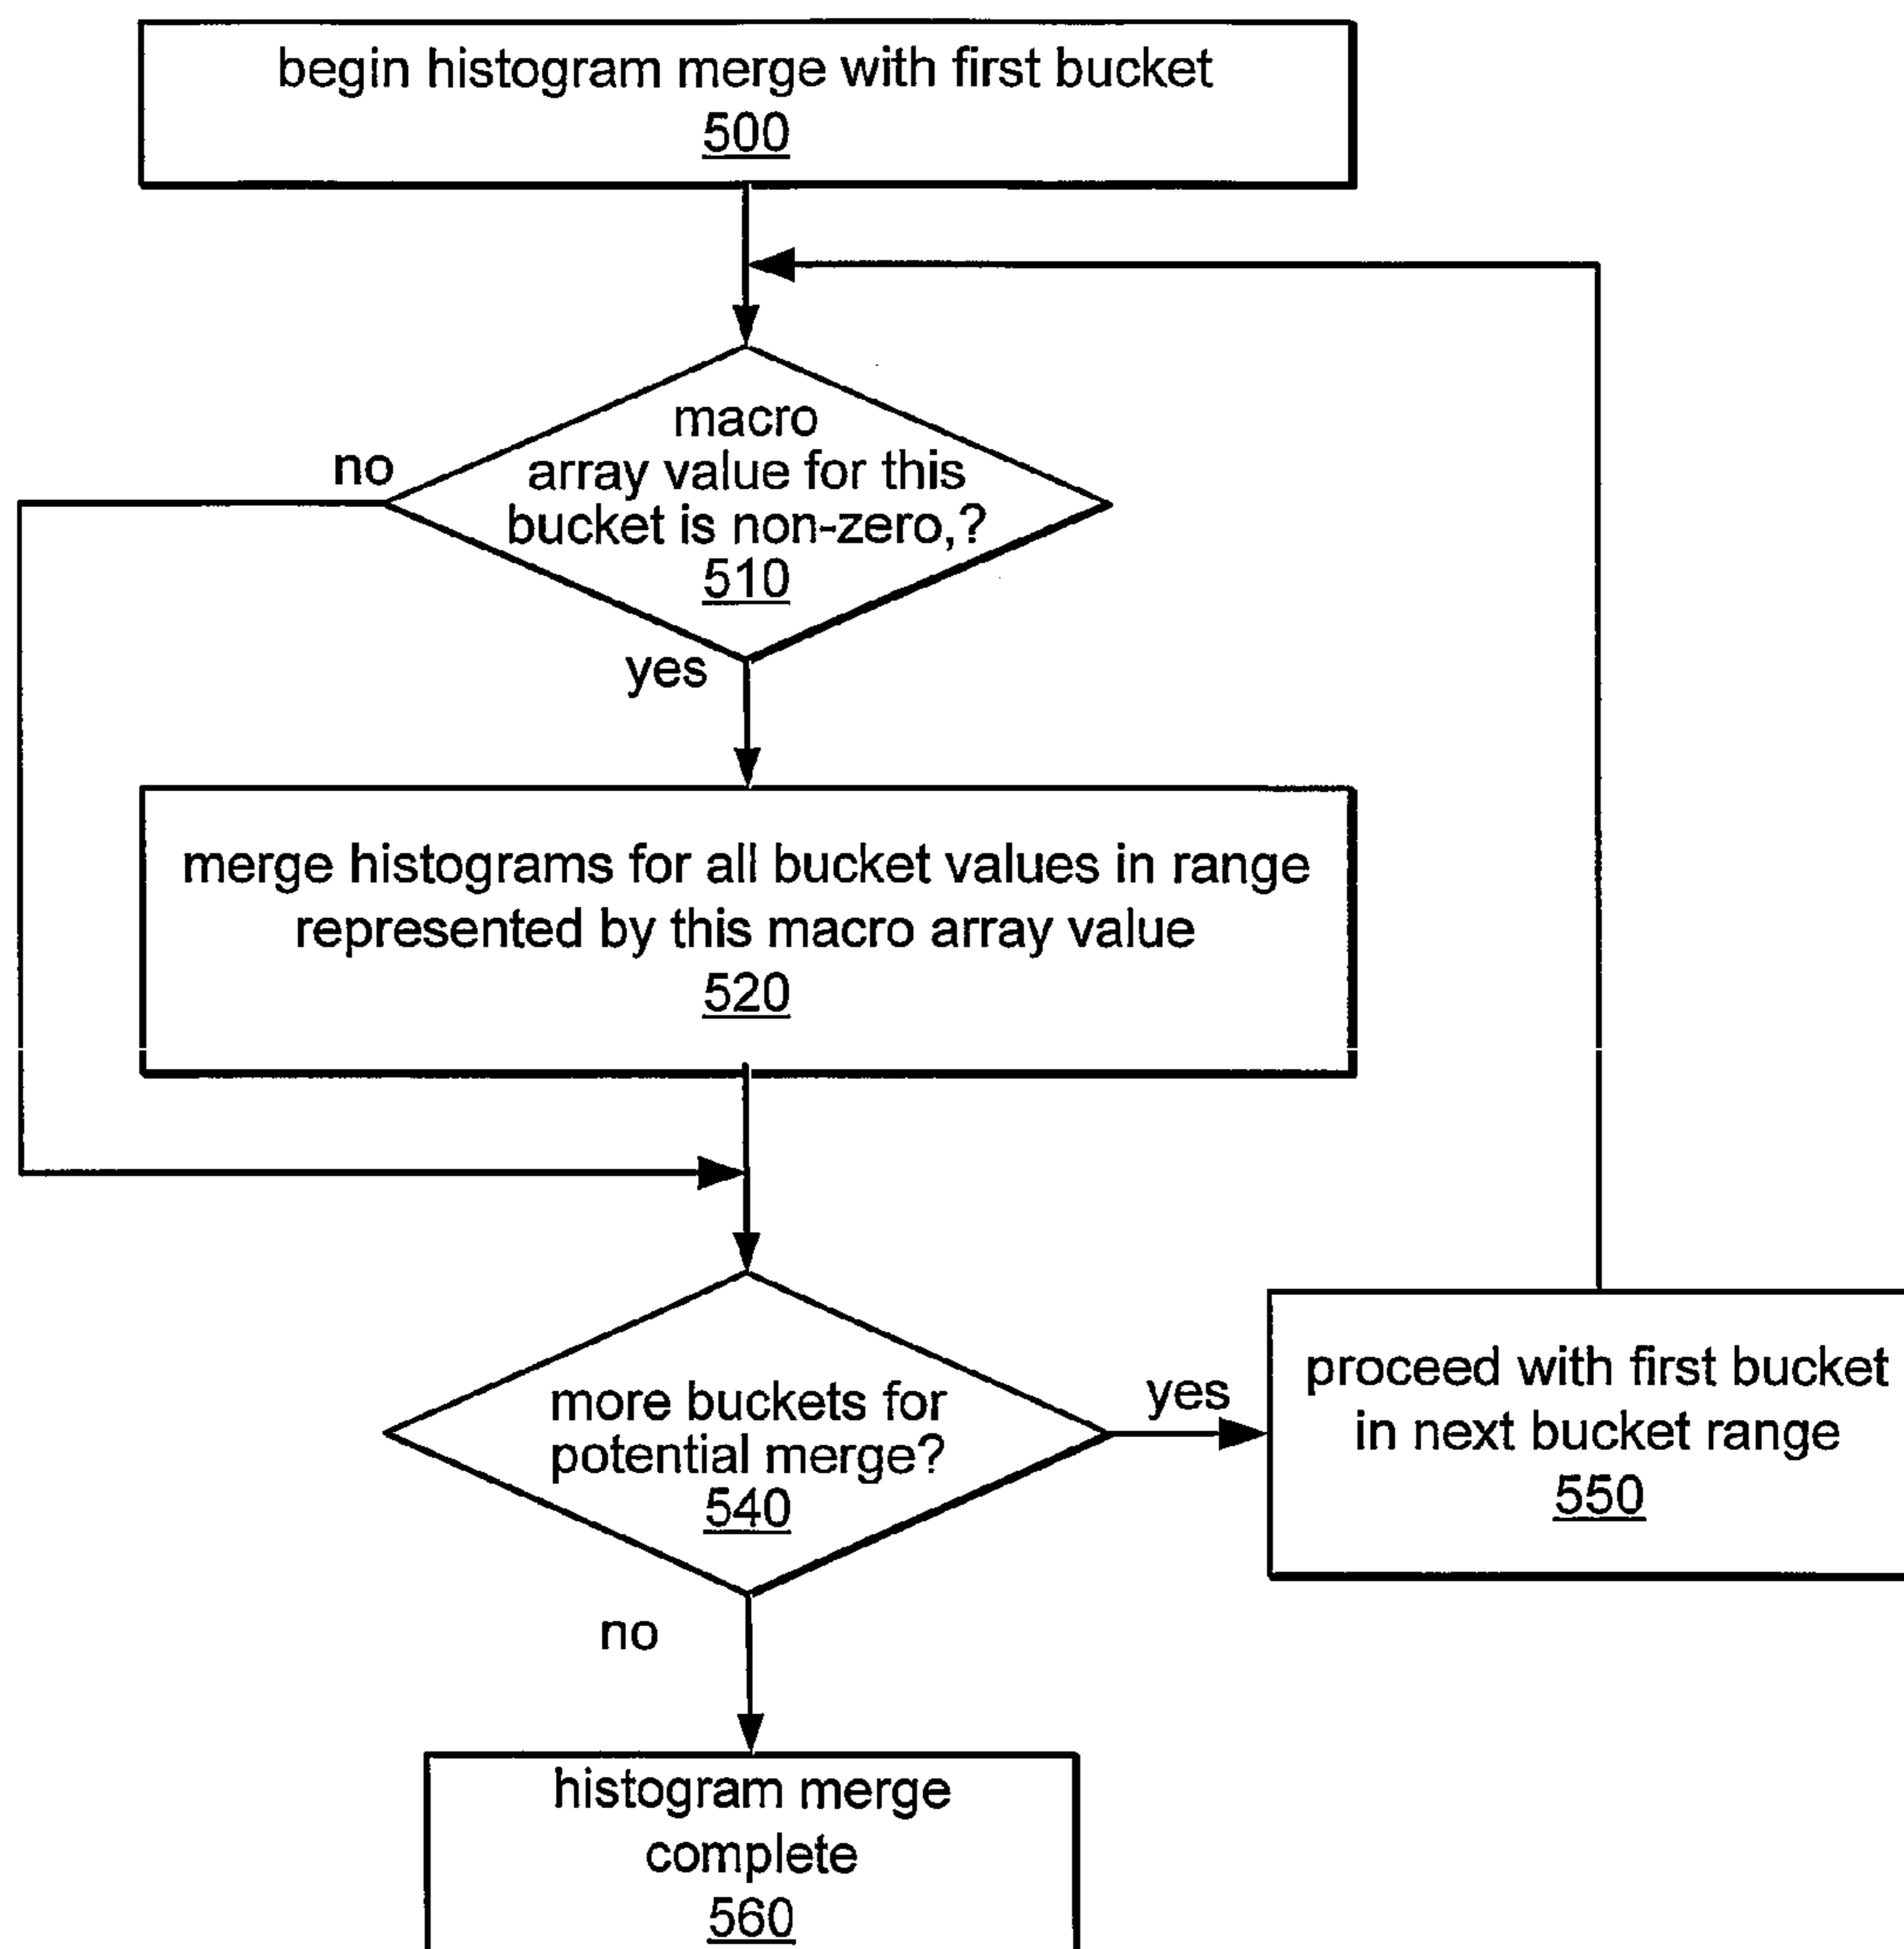 begin histogram merge with first bucket
500
macro
array value for this
bucket is non-zero,?
510
no
yes
merge histograms for all bucket values in range
represented by this macro array value
520
more buckets for
potential merge?
540
yes
proceed with first bucket
in next bucket range
550
no
histogram merge
complete
560